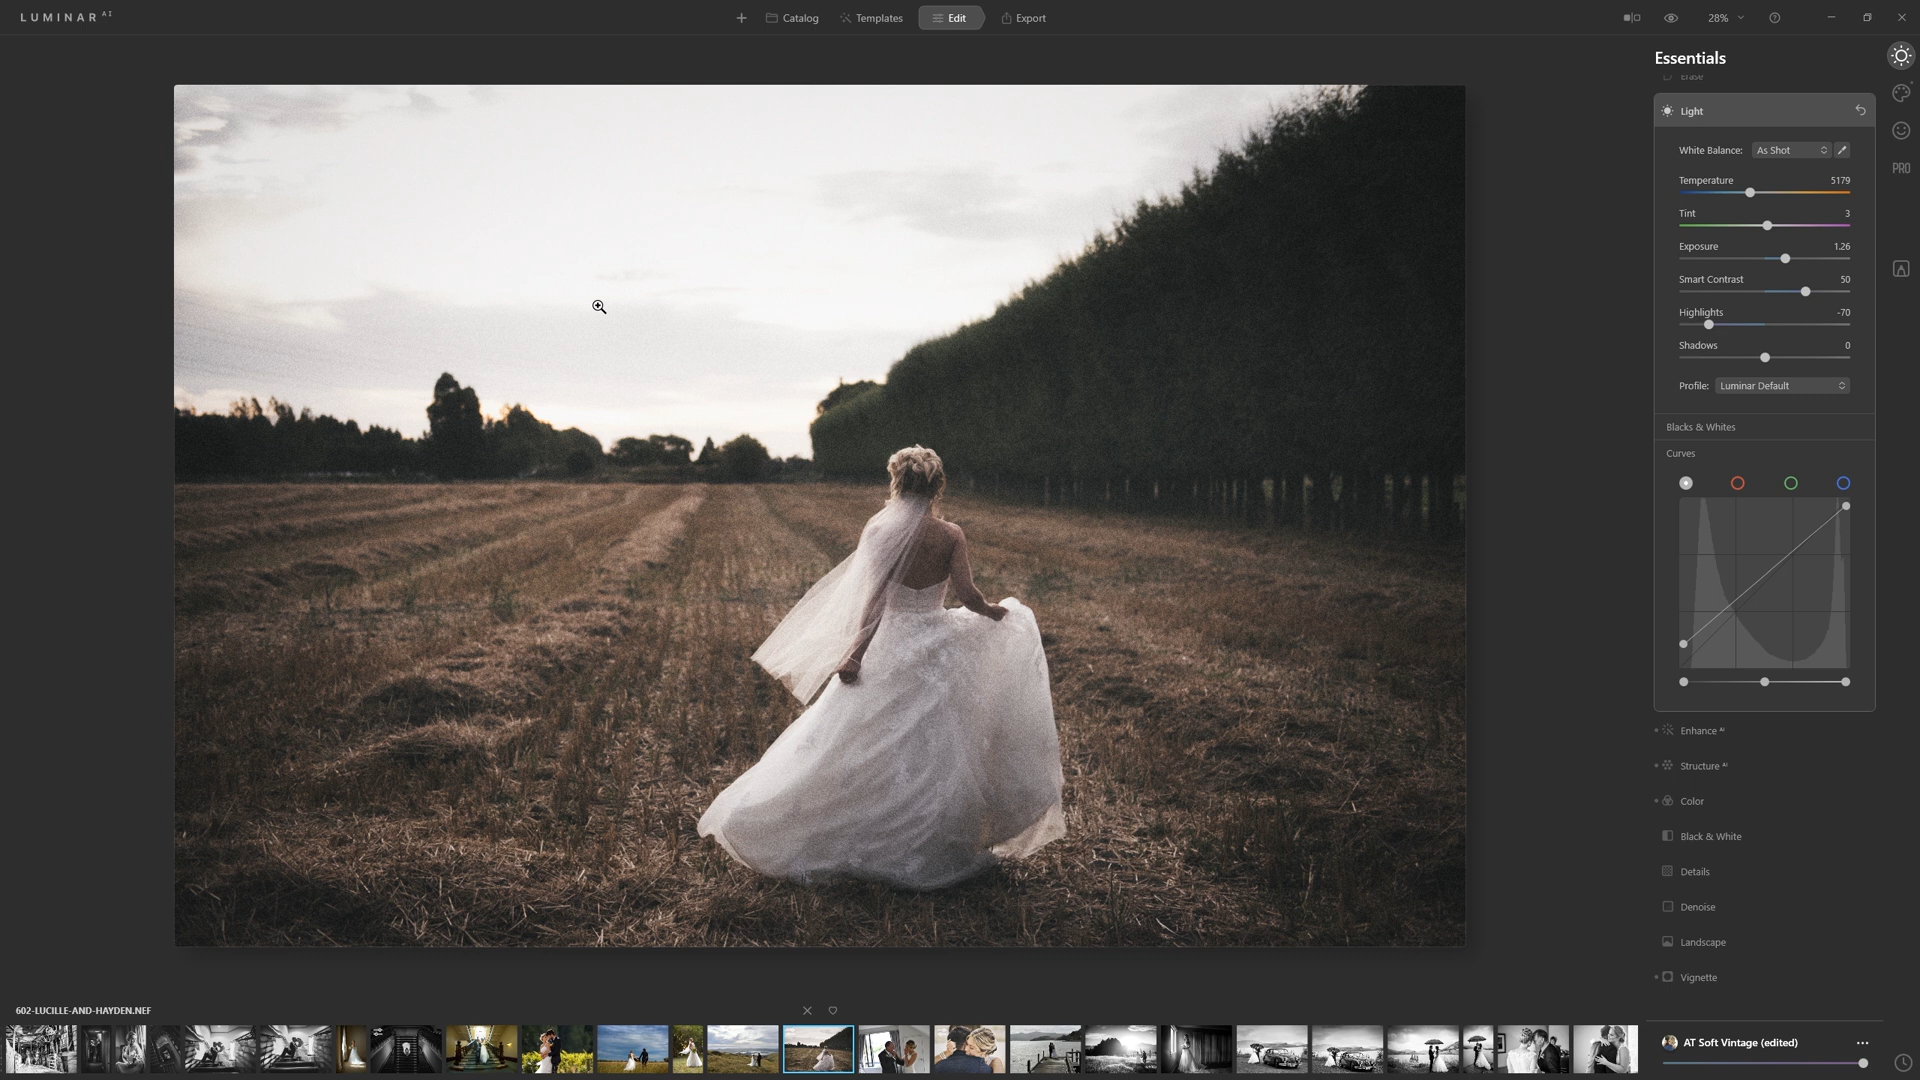 LUMINAR AI
Catalog
Templates
Edit
Export
28%
Essentials
Erase
Light
White Balance: As Shot
Temperature 5179
Tint 3
Exposure 1.26
Smart Contrast 50
Highlights -70
Shadows 0
Profile: Luminar Default
Blacks & Whites
Curves
Enhance AI
Structure AI
Color
Black & White
Details
Denoise
Landscape
Vignette
PRO
602-LUCILLE-AND-HAYDEN.NEF
AT Soft Vintage (edited)